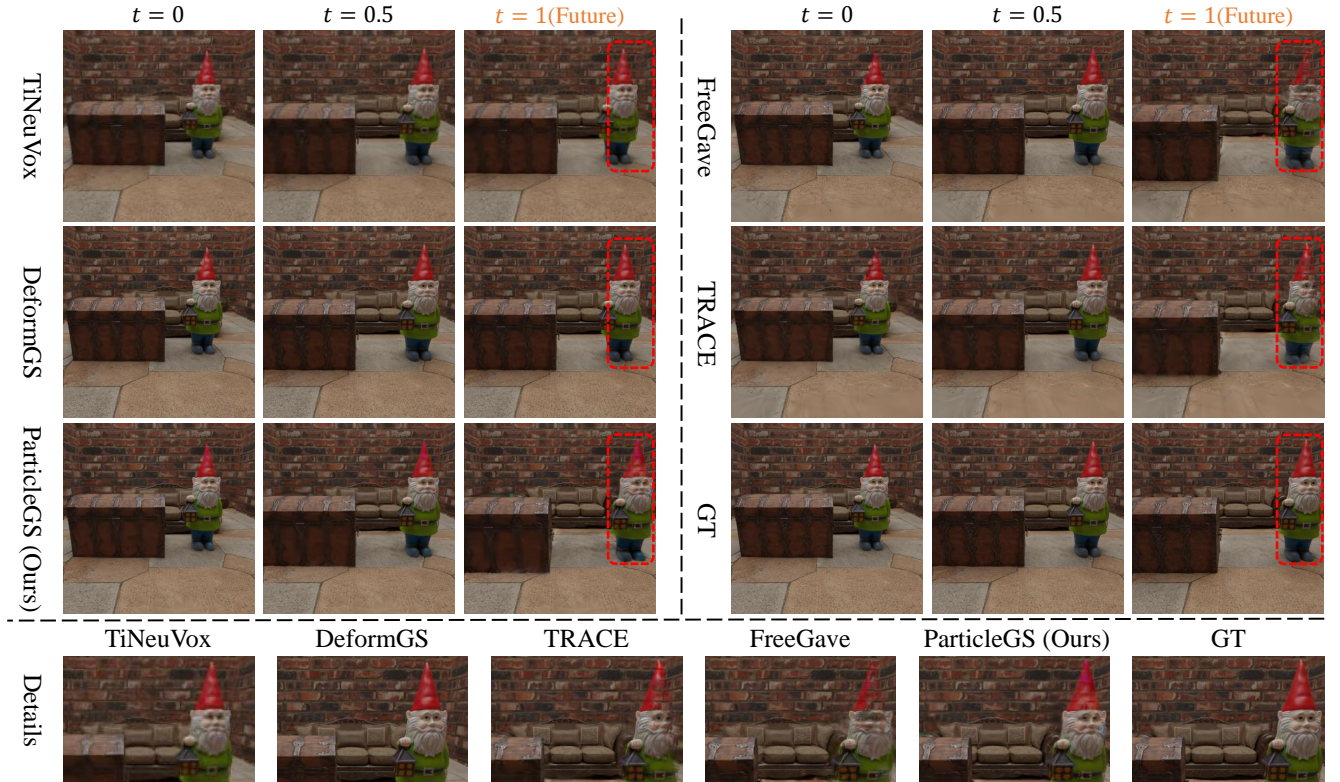 t = 0 t = 0.5 t = 1(Future) t = 0 t = 0.5 t = 1(Future)
TiNeuVox
FreeGave
DeformGS
TRACE
ParticleGS (Ours)
GT
TiNeuVox DeformGS TRACE FreeGave ParticleGS (Ours) GT
Details